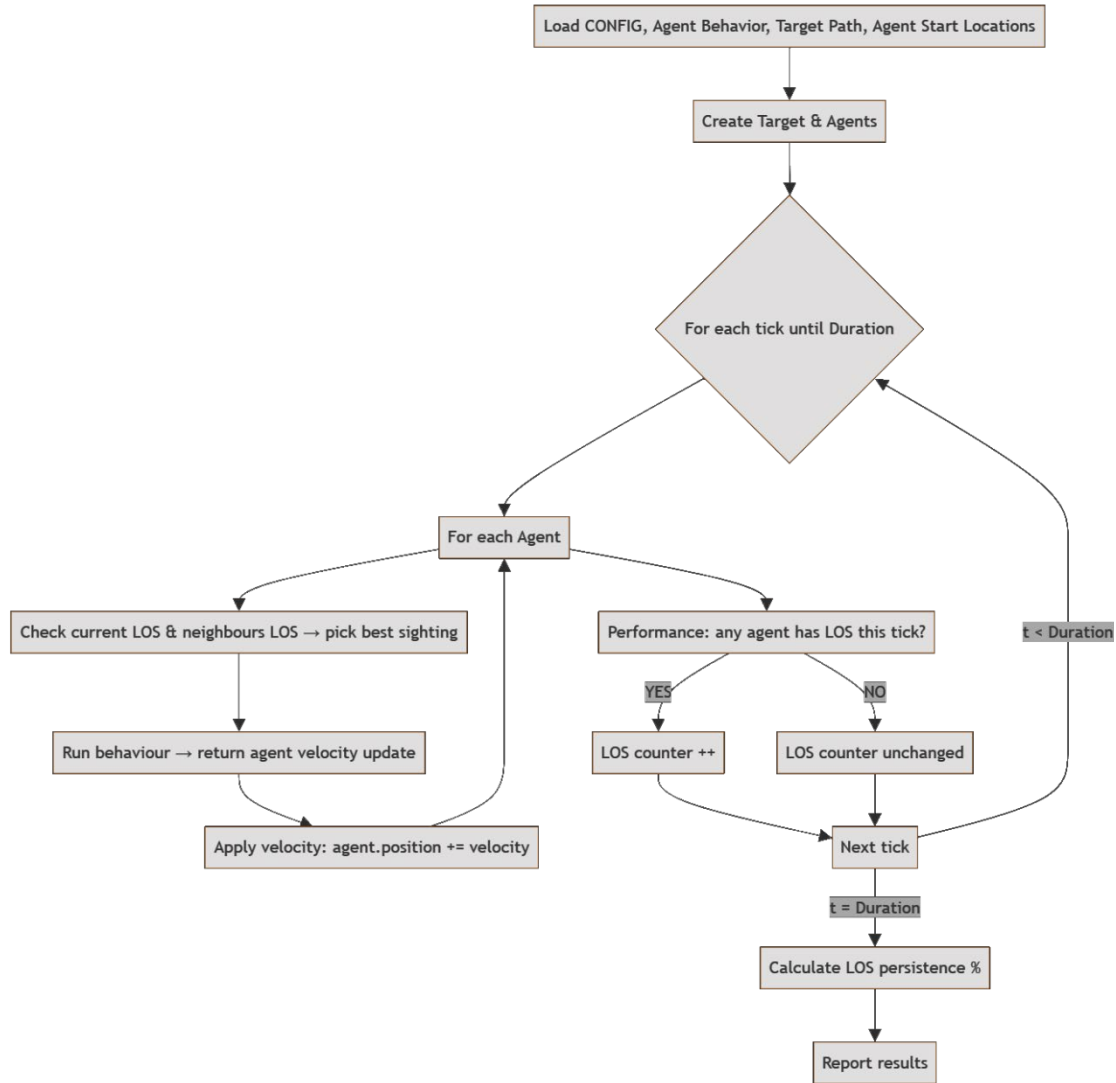 Load CONFIG, Agent Behavior, Target Path, Agent Start Locations
Create Target & Agents
For each tick until Duration
For each Agent
Check current LOS & neighbours LOS → pick best sighting
Performance: any agent has LOS this tick?
t < Duration
YES
NO
Run behaviour → return agent velocity update
LOS counter ++
LOS counter unchanged
Apply velocity: agent.position += velocity
Next tick
t = Duration
Calculate LOS persistence %
Report results